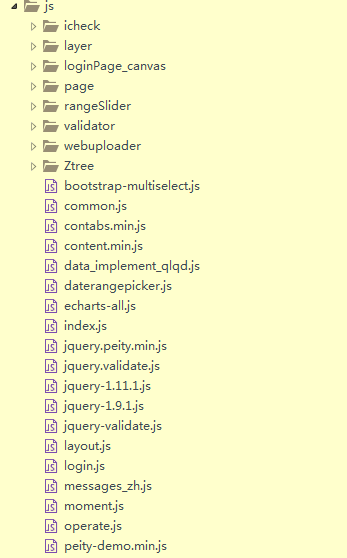 js
icheck
layer
loginPage_canvas
page
rangeSlider
validator
webuploader
Ztree
bootstrap-multiselect.js
common.js
contabs.min.js
content.min.js
data_implement_qlqd.js
daterangepicker.js
echarts-all.js
index.js
jquery.peity.min.js
jquery.validate.js
jquery-1.11.1.js
jquery-1.9.1.js
jquery-validate.js
layout.js
login.js
messages_zh.js
moment.js
operate.js
peity-demo.min.js